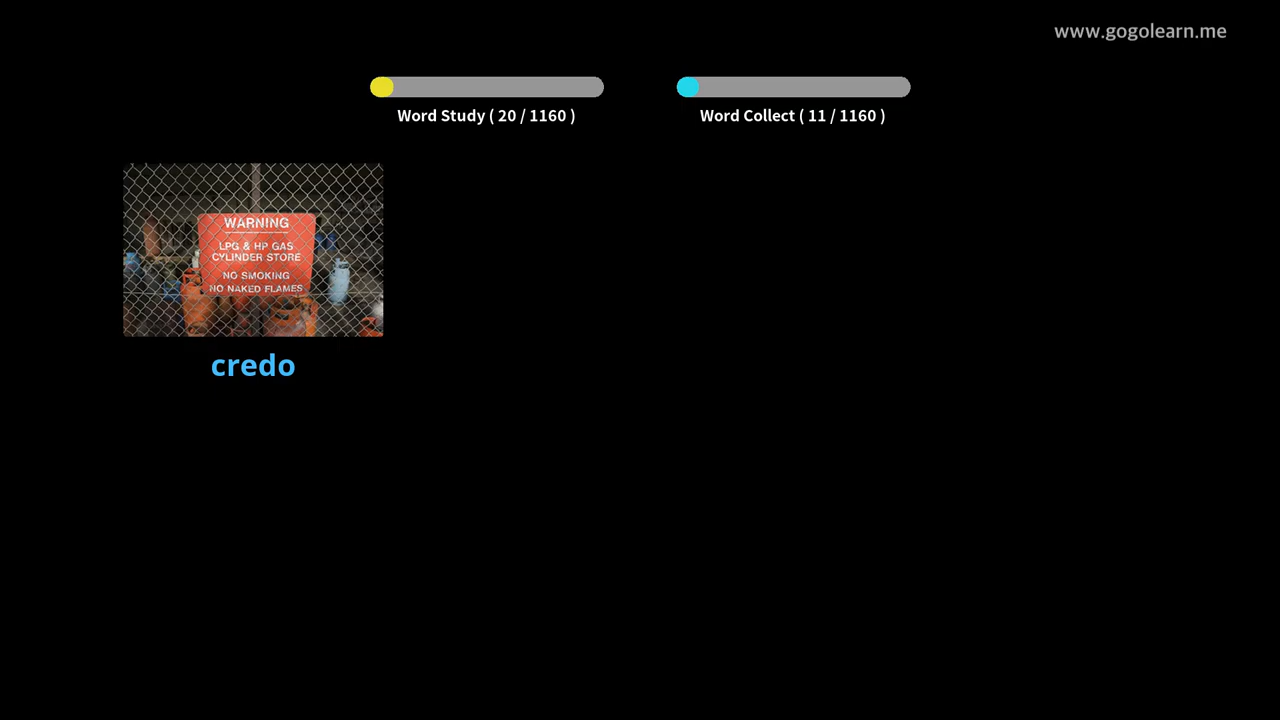 www.gogolearn.me
Word Study ( 20 / 1160 )
Word Collect ( 11 / 1160 )
WARNING
LPG & HP GAS
CYLINDER STORE
NO SMOKING
NO NAKED FLAMES
credo